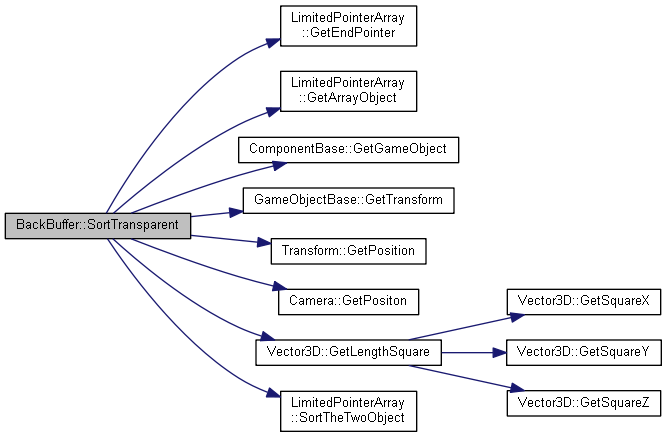 LimitedPointerArray
::GetEndPointer
LimitedPointerArray
::GetArrayObject
ComponentBase::GetGameObject
GameObjectBase::GetTransform
BackBuffer::SortTransparent
Transform::GetPosition
Camera::GetPositon
Vector3D::GetSquareX
Vector3D::GetLengthSquare
Vector3D::GetSquareY
Vector3D::GetSquareZ
LimitedPointerArray
::SortTheTwoObject